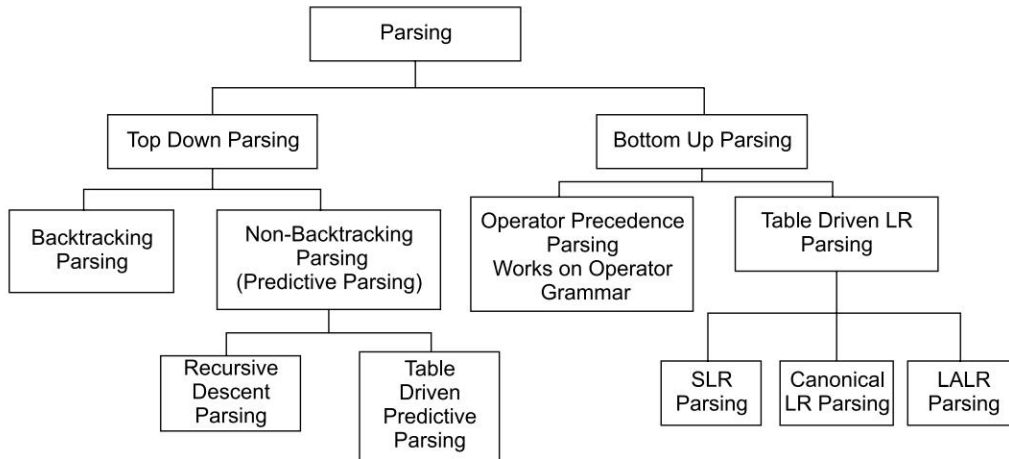 Parsing
Top Down Parsing
Bottom Up Parsing
Backtracking
Parsing
Non-Backtracking
Parsing
(Predictive Parsing)
Operator Precedence
Parsing
Works on Operator
Grammar
Table Driven LR
Parsing
Recursive
Descent
Parsing
Table
Driven
Predictive
Parsing
SLR
Parsing
Canonical
LR Parsing
LALR
Parsing